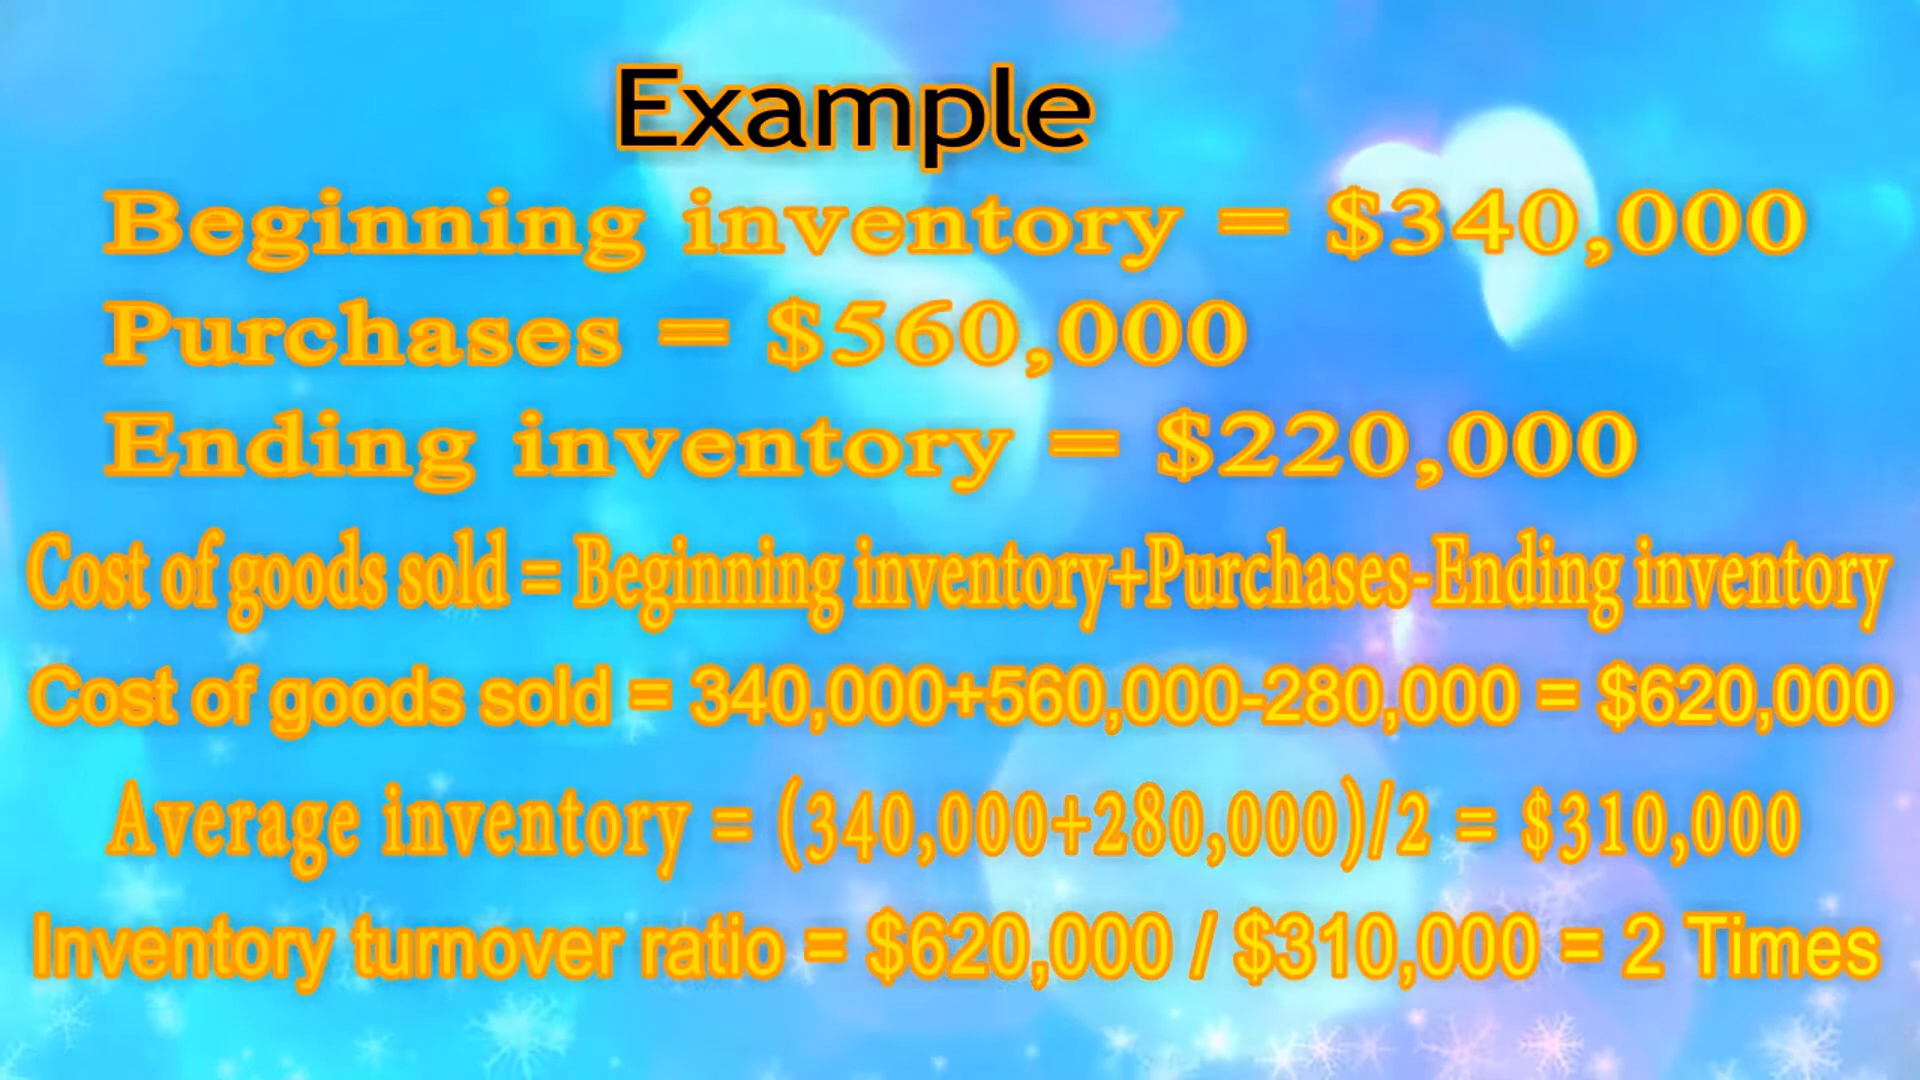 Example
Beginning inventory = $340,000
Purchases = $560,000
Ending inventory = $220,000
Cost of goods sold = Beginning inventory+Purchases-Ending inventory
Cost of goods sold = 340,000+560,000-280,000 = $620,000
Average inventory = (340,000+280,000)/2 = $310,000
Inventory turnover ratio = $620,000 / $310,000 = 2 Times